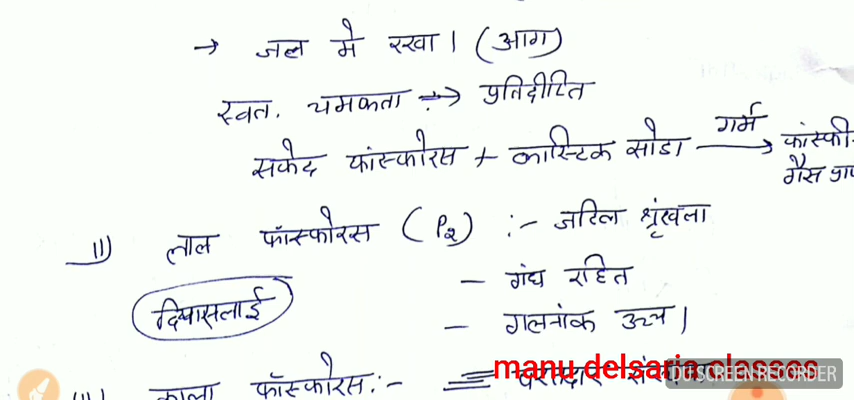 → जल मे रखा। (आग)
स्वत. चमकता → प्रतिदीप्ति
सफेद फांस्फोरस + कास्टिक सोडा गर्म →
गैस
II) लाल फॉस्फोरस (P₂) :- जटिल श्रृंखला
- गंध रहित
दियासलाई
- गलनांक उच्च।
काला फॉस्फोरस:-
manu delsaria classes
DU SCREEN RECORDER